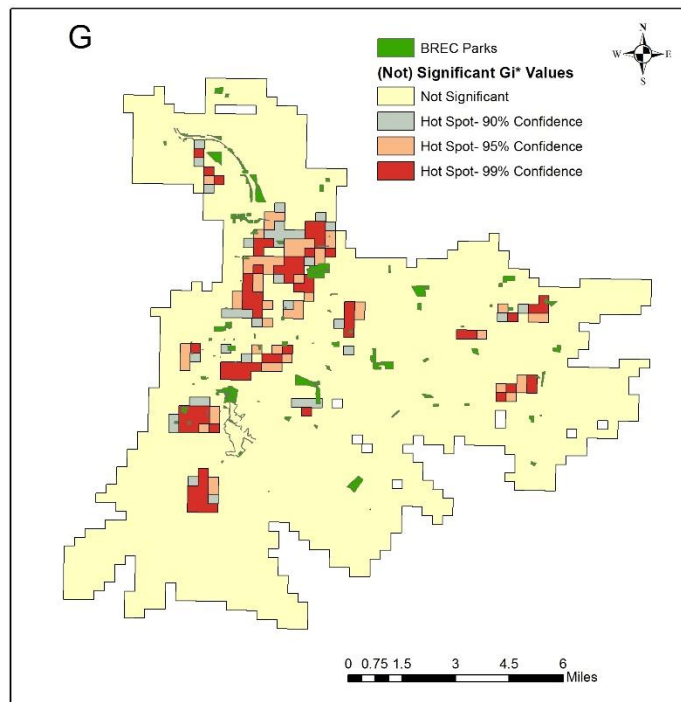 G
BREC Parks
(Not) Significant Gi* Values
Not Significant
Hot Spot- 90% Confidence
Hot Spot- 95% Confidence
Hot Spot- 99% Confidence
N
W E
S
0 0.75 1.5 3 4.5 6
Miles